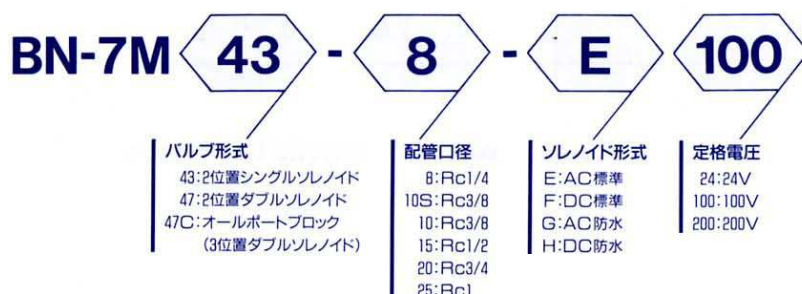 BN-7M 43 - 8 - E 100
バルブ形式
43:2位置シングルソレノイド
47:2位置ダブルソレノイド
47C:オールポートブロック
(3位置ダブルソレノイド)
配管口径
8:Rc1/4
10S:Rc3/8
10:Rc3/8
15:Rc1/2
20:Rc3/4
25:Rc1
ソレノイド形式
E:AC標準
F:DC標準
G:AC防水
H:DC防水
定格電圧
24:24V
100:100V
200:200V